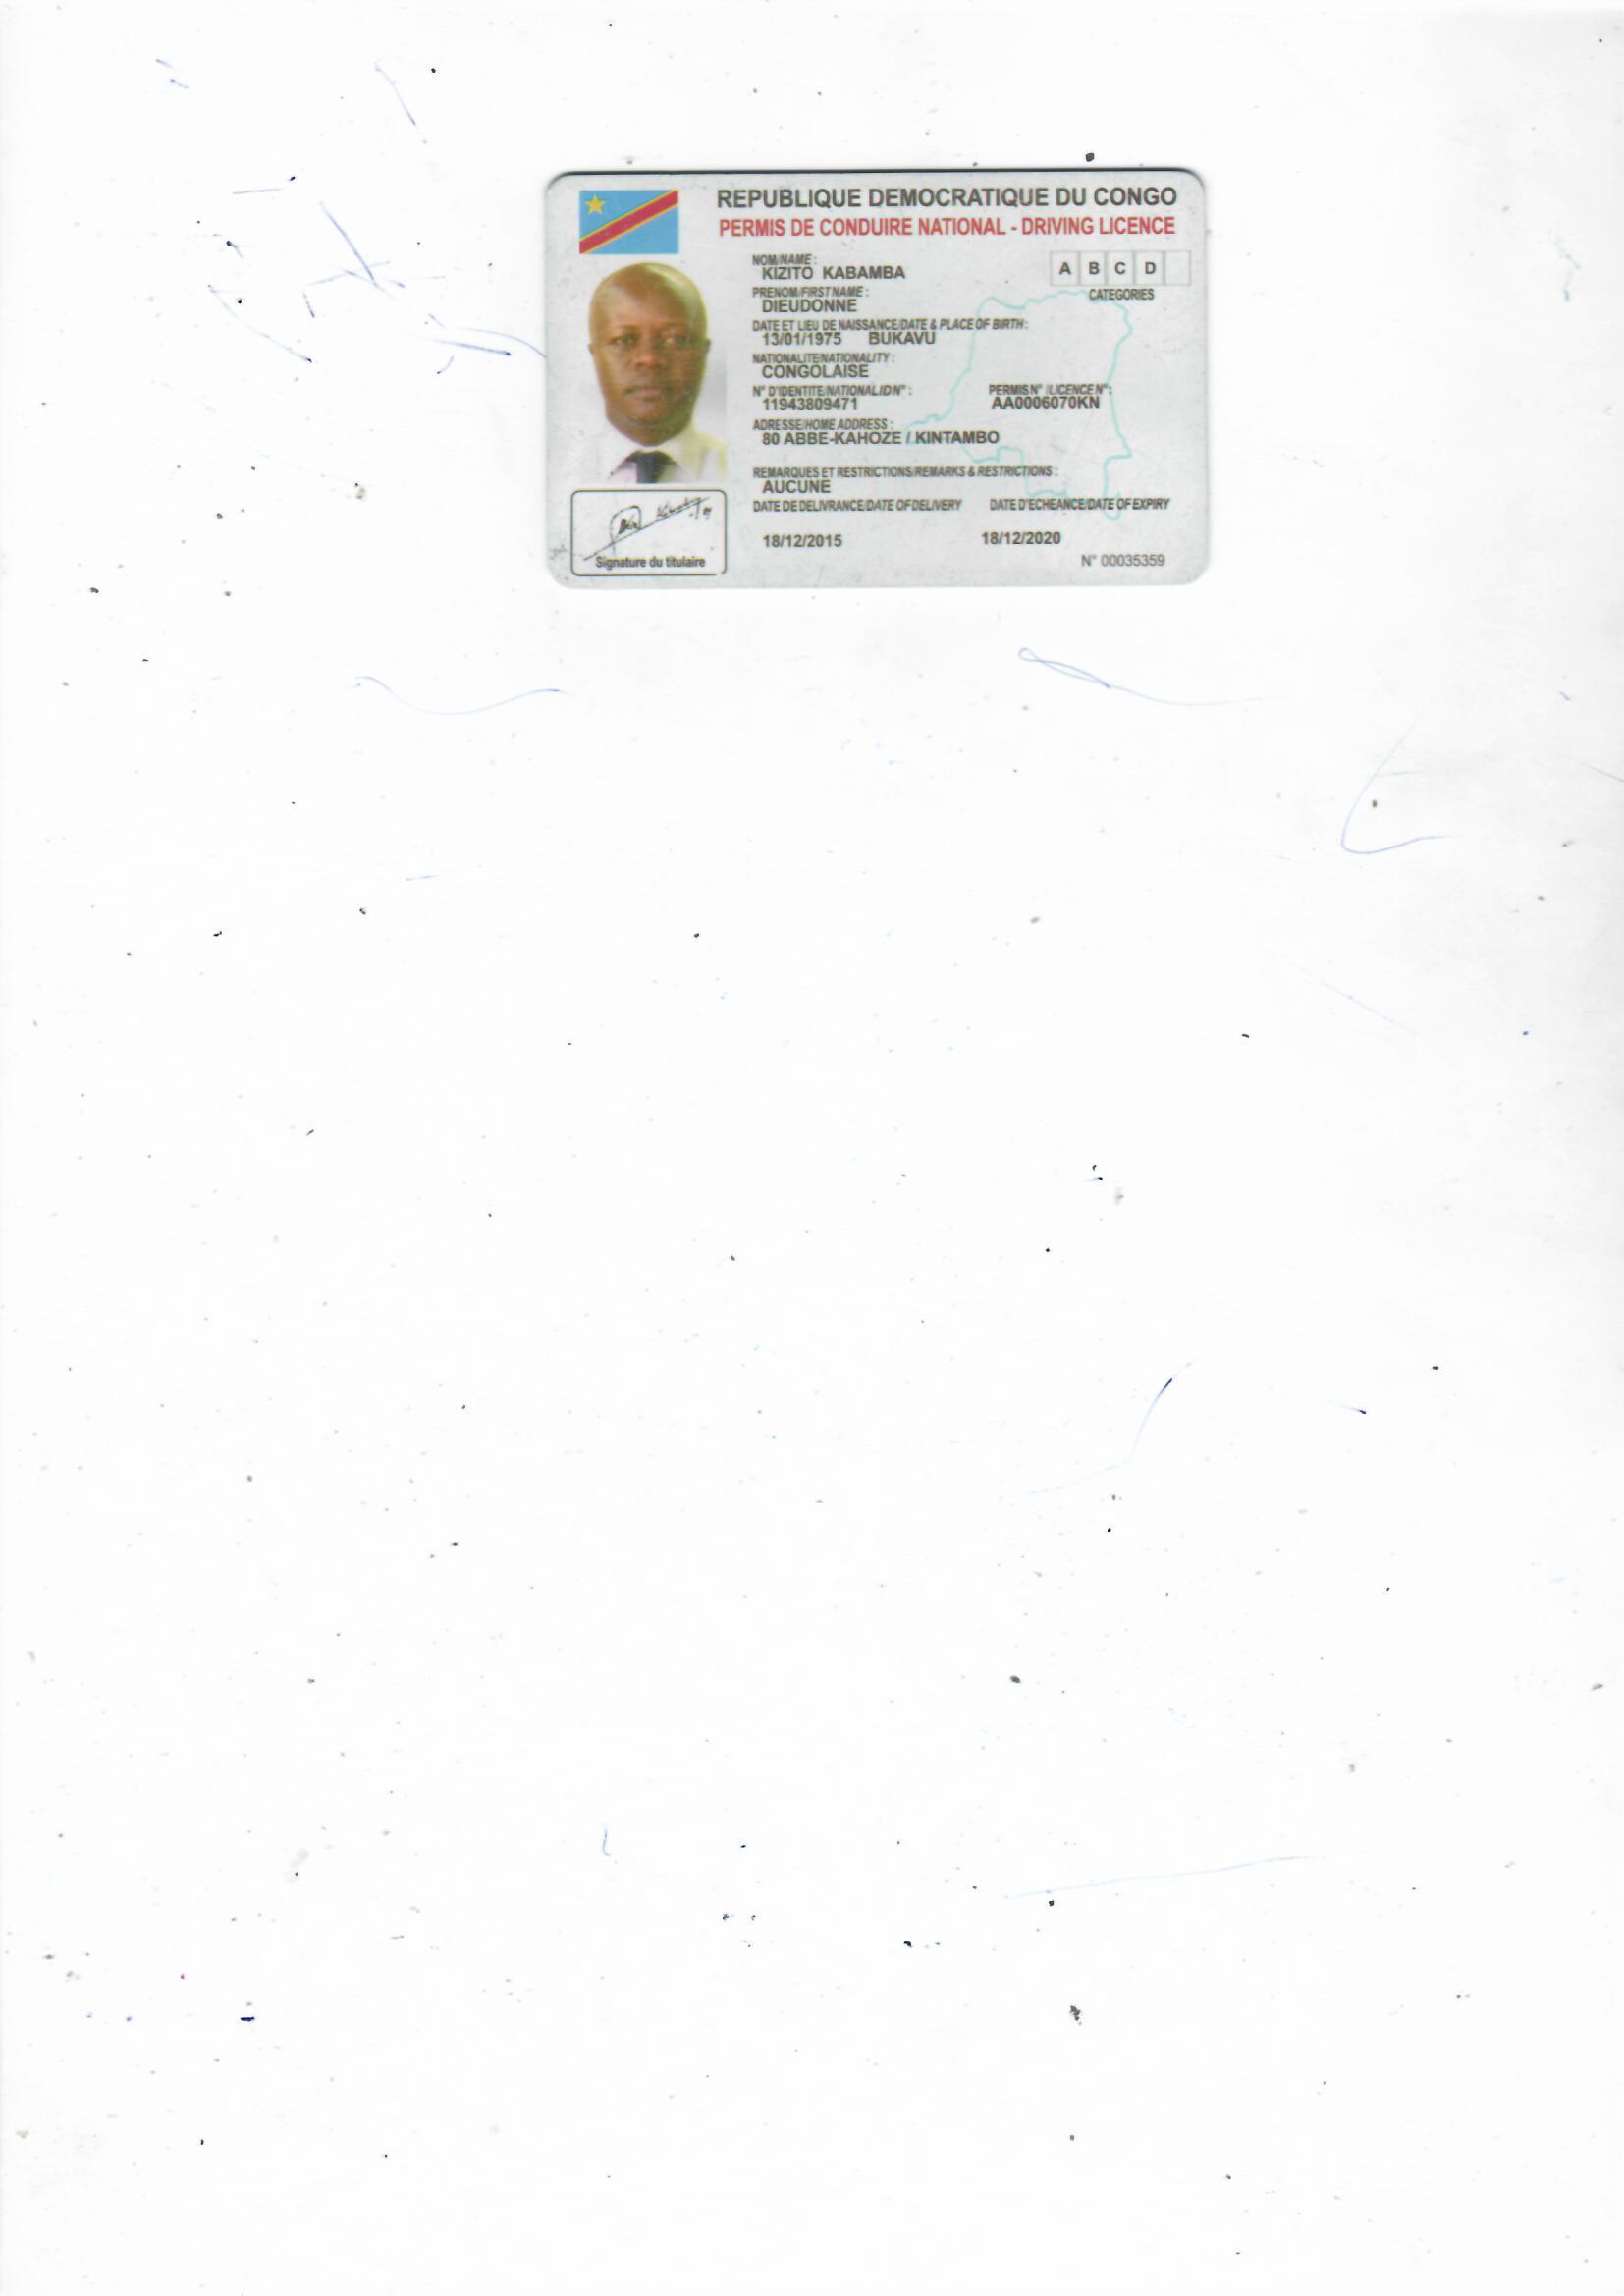 REPUBLIQUE DEMOCRATIQUE DU CONGO
PERMIS DE CONDUIRE NATIONAL - DRIVING LICENCE
NOM/NAME :
KIZITO KABAMBA
A B C D
CATEGORIES
PRENOM/FIRST NAME :
DIEUDONNE
DATE ET LIEU DE NAISSANCE/DATE & PLACE OF BIRTH :
13/01/1975 BUKAVU
NATIONALITE/NATIONALITY :
CONGOLAISE
N° D'IDENTITE/NATIONAL ID N° : PERMIS N° /LICENCE N° :
11943809471 AA0006070KN
ADRESSE/HOME ADDRESS :
80 ABBE-KAHOZE / KINTAMBO
REMARQUES ET RESTRICTIONS/REMARKS & RESTRICTIONS :
AUCUNE
DATE DE DELIVRANCE/DATE OF DELIVERY DATE D'ECHEANCE/DATE OF EXPIRY
18/12/2015 18/12/2020
Signature du titulaire
N° 00035359